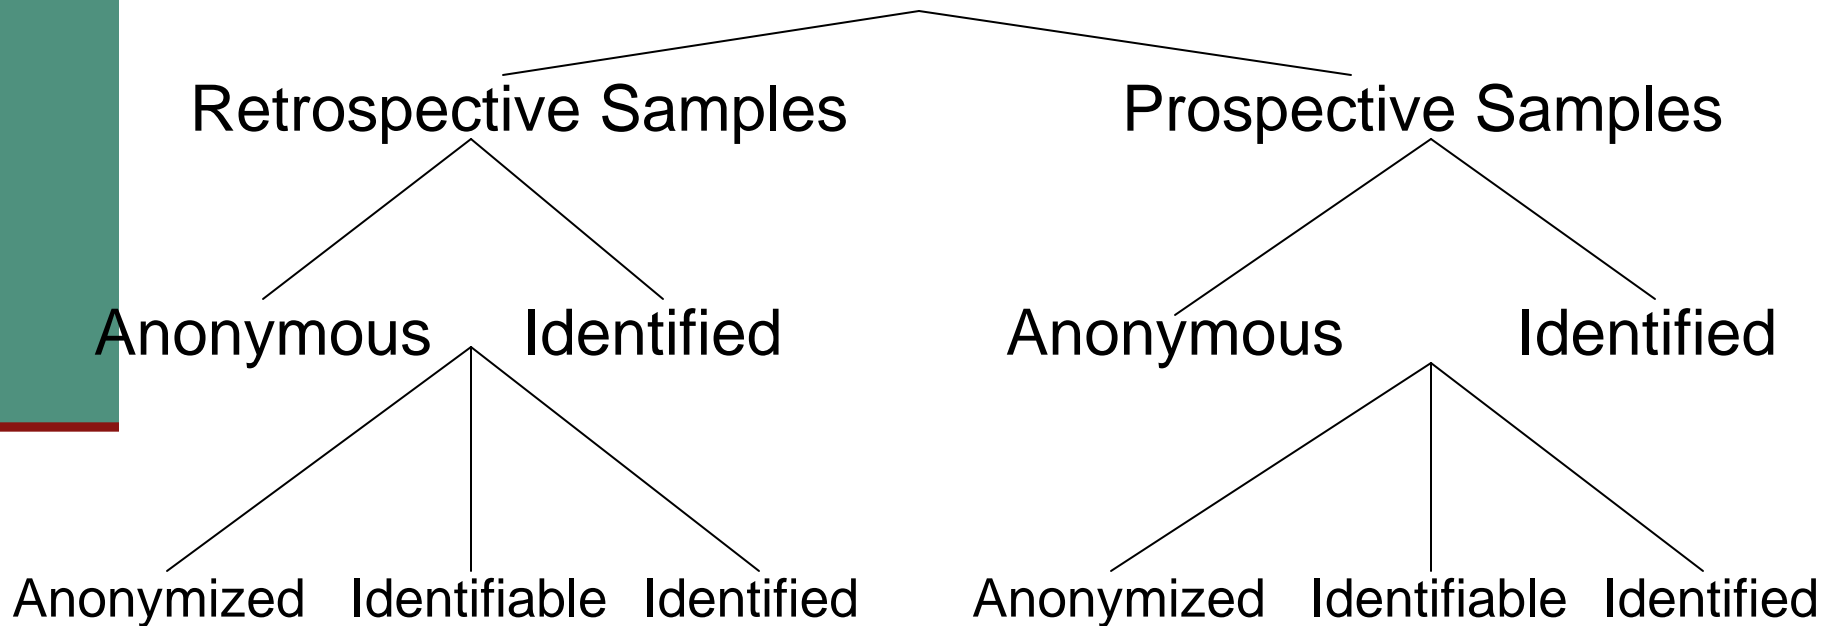 Retrospective Samples Prospective Samples
Anonymous Identified Anonymous Identified
Anonymized Identifiable Identified Anonymized Identifiable Identified